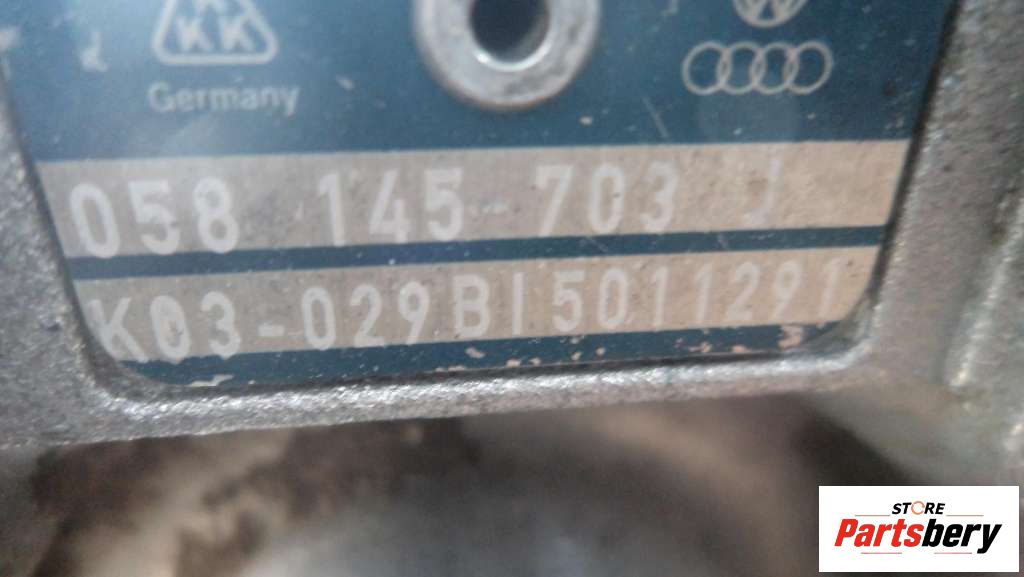 KKK
Germany
058 145 703 J
K03-029BI5011291
STORE
Partsbery